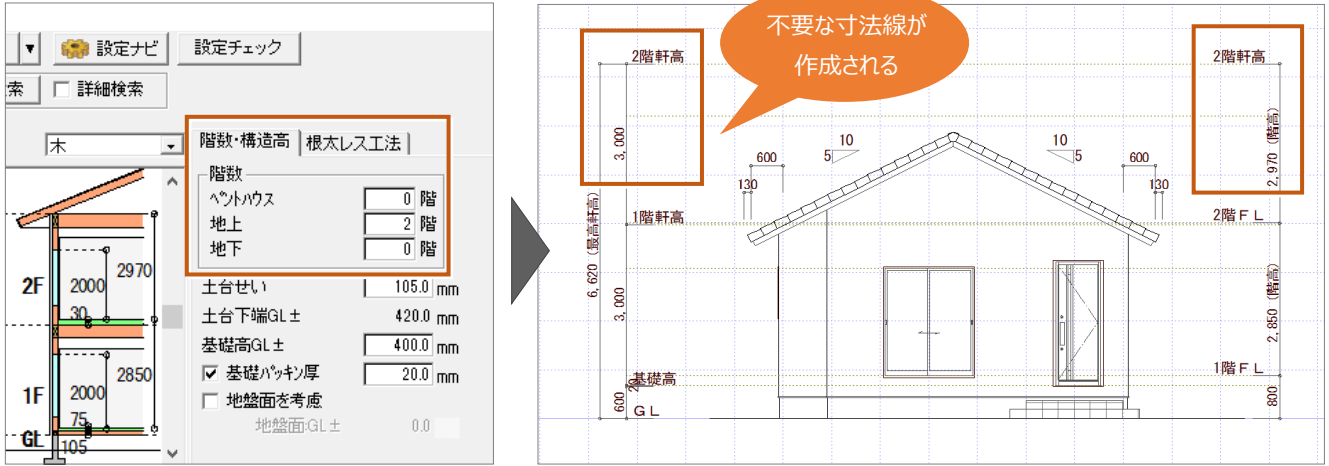 設定ナビ
設定チェック
索
詳細検索
木
階数・構造高
根太レス工法
階数
ペントハウス 0 階
地上 2 階
地下 0 階
土台せい 105.0 mm
土台下端GL± 420.0 mm
基礎高GL± 400.0 mm
基礎パッキン厚 20.0 mm
地盤面を考慮
地盤面:GL± 0.0
2F
2000
2970
30
1F
2000
2850
75
GL
105
不要な寸法線が
作成される
2階軒高
2階軒高
3,000
2,970 (階高)
10
5
10
5
600
600
130
130
1階軒高
2階FL
6,620 (最高軒高)
3,000
2,850 (階高)
基礎高
20
1階FL
600
800
GL